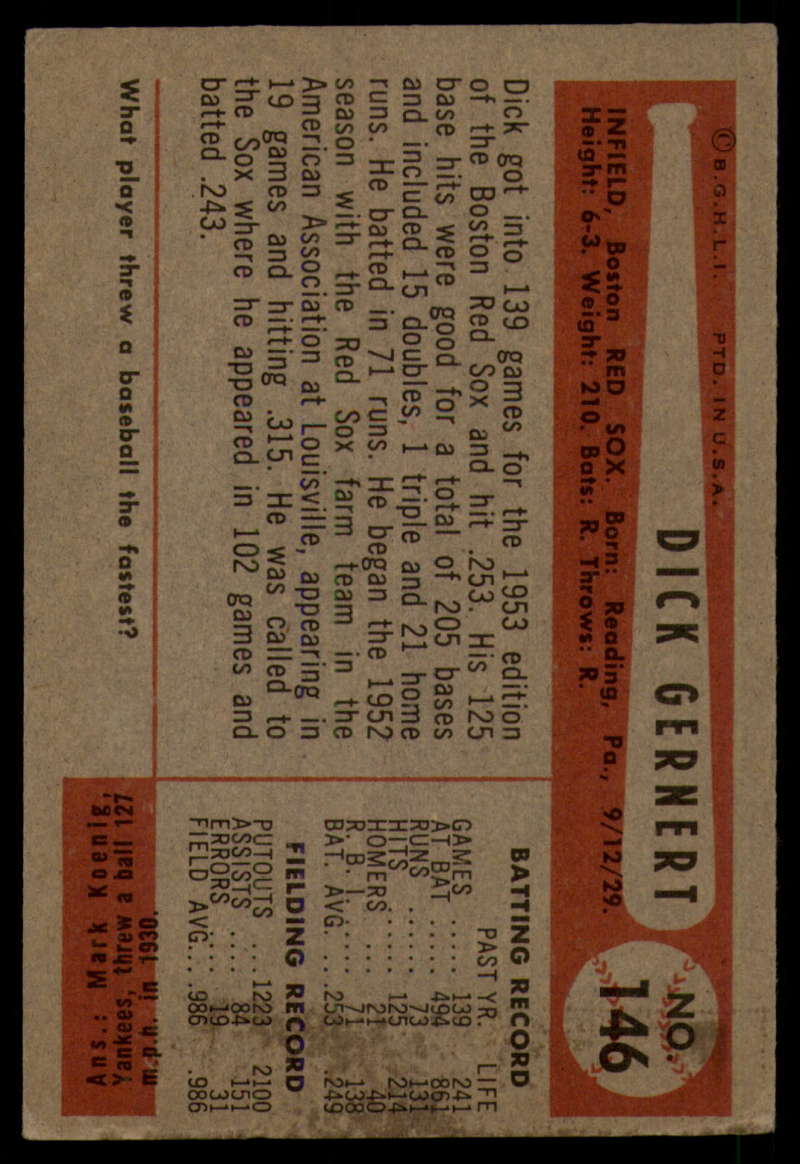 © B.G.H.L.I. PTD. IN U.S.A.
DICK GERNERT
NO.
146
INFIELD, Boston RED SOX. Born: Reading, Pa., 9/12/29.
Height: 6-3. Weight: 210. Bats: R. Throws: R.
Dick got into 139 games for the 1953 edition
of the Boston Red Sox and hit .253. His 125
base hits were good for a total of 205 bases
and included 15 doubles, 1 triple and 21 home
runs. He batted in 71 runs. He began the 1952
season with the Red Sox farm team in the
American Association at Louisville, appearing in
19 games and hitting .315. He was called to
the Sox where he appeared in 102 games and
batted .243.
BATTING RECORD
PAST YR. LIFE
GAMES ..... 139 241
AT BAT ..... 494 861
RUNS ...... 73 131
HITS ...... 125 214
HOMERS ... 21 40
R. B. I. ..... 71 138
BAT. AVG. ... .253 .249
FIELDING RECORD
PUTOUTS ... 1223 2100
ASSISTS .... 84 151
ERRORS .... 19 31
FIELD AVG... .986 .986
What player threw a baseball the fastest?
Ans.: Mark Koenig,
Yankees, threw a ball 127
m.p.h. in 1930.